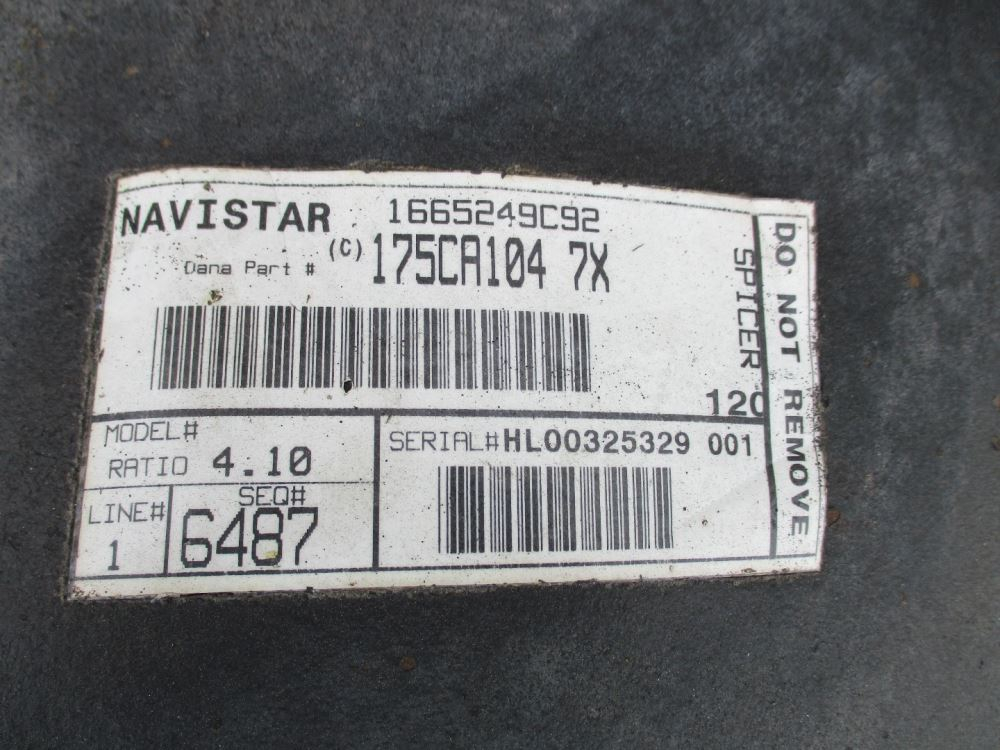 NAVISTAR 1665249C92
Dana Part # (C) 175CA104 7X
SPICER
120
MODEL#
RATIO 4.10
SERIAL# HL00325329 001
LINE# SEQ#
1 6487
DO NOT REMOVE